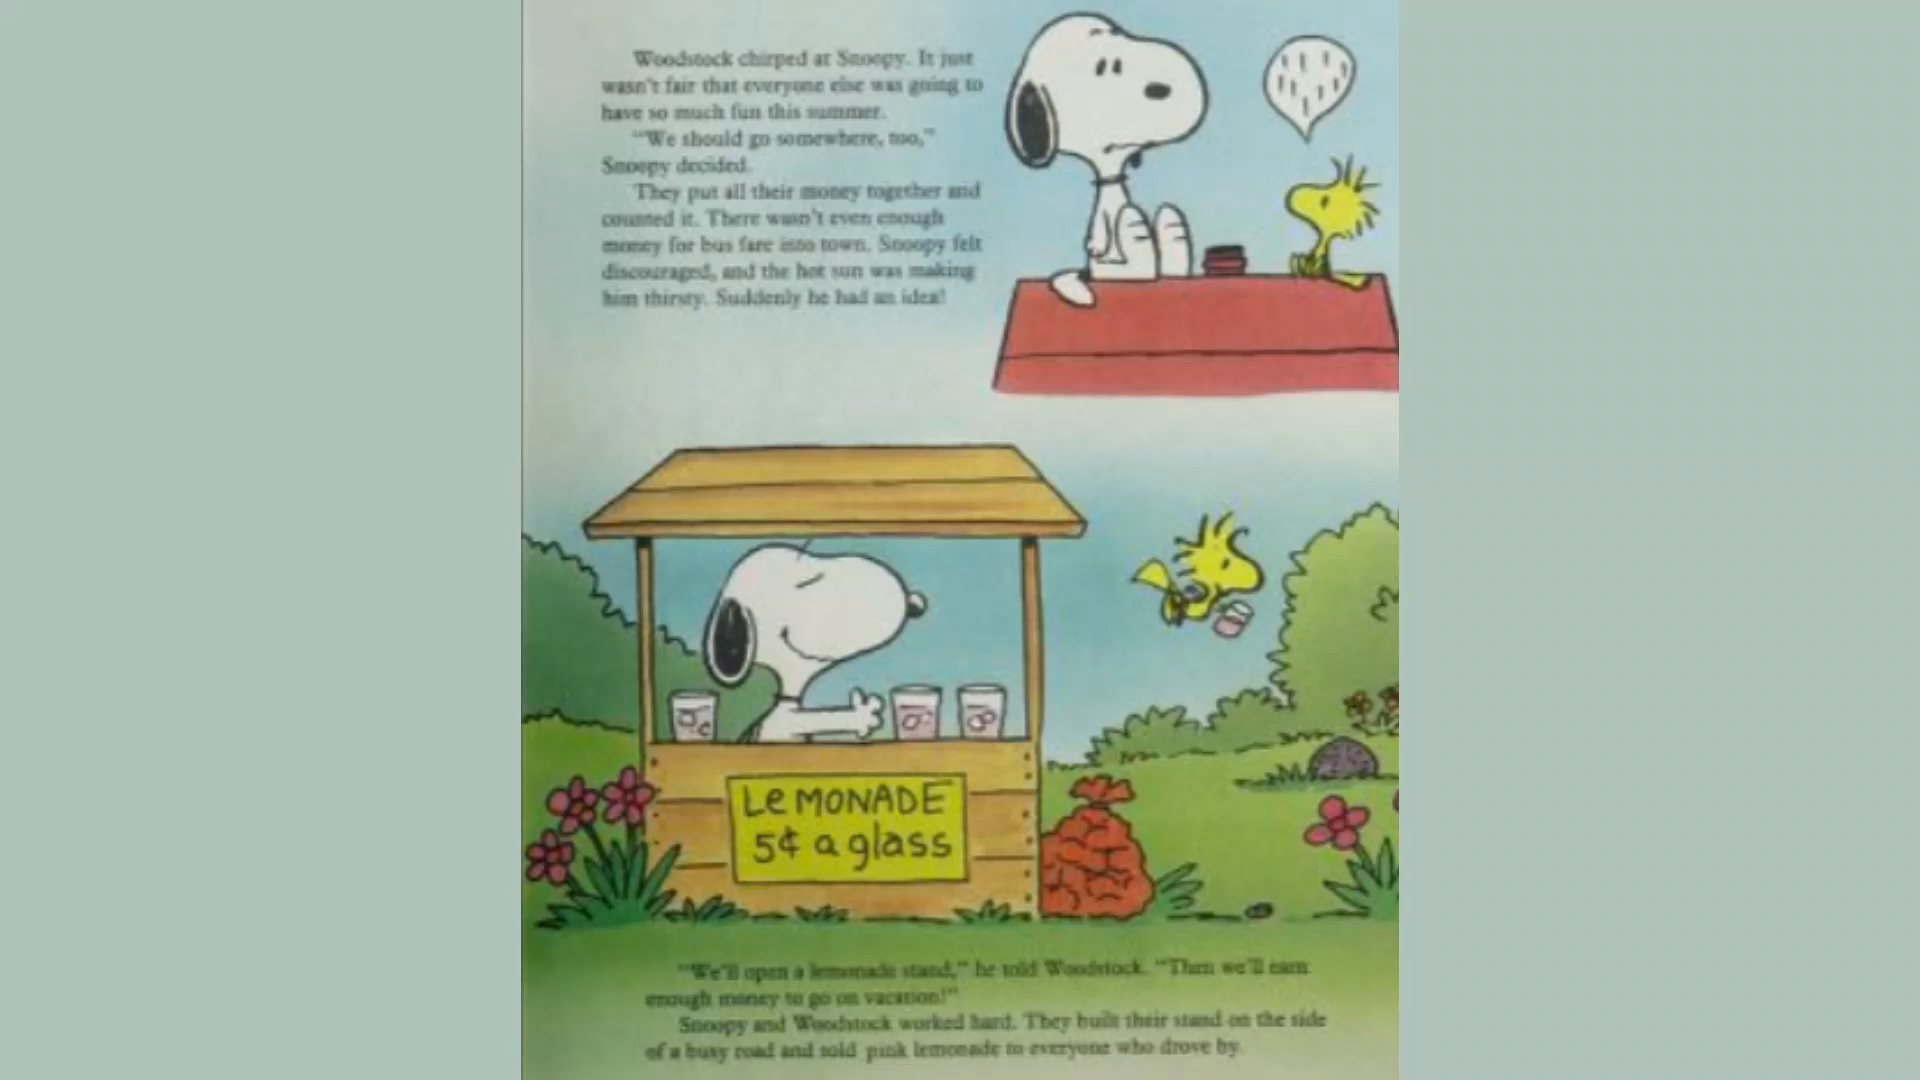 Woodstock chirped at Snoopy. It just
wasn't fair that everyone else was going to
have so much fun this summer.
"We should go somewhere, too,"
Snoopy decided.
They put all their money together and
counted it. There wasn't even enough
money for bus fare into town. Snoopy felt
discouraged, and the hot sun was making
him thirsty. Suddenly he had an idea!
LeMONADE
5¢ a glass
"We'll open a lemonade stand," he told Woodstock. "Then we'll earn
enough money to go on vacation!"
Snoopy and Woodstock worked hard. They built their stand on the side
of a busy road and sold pink lemonade to everyone who drove by.